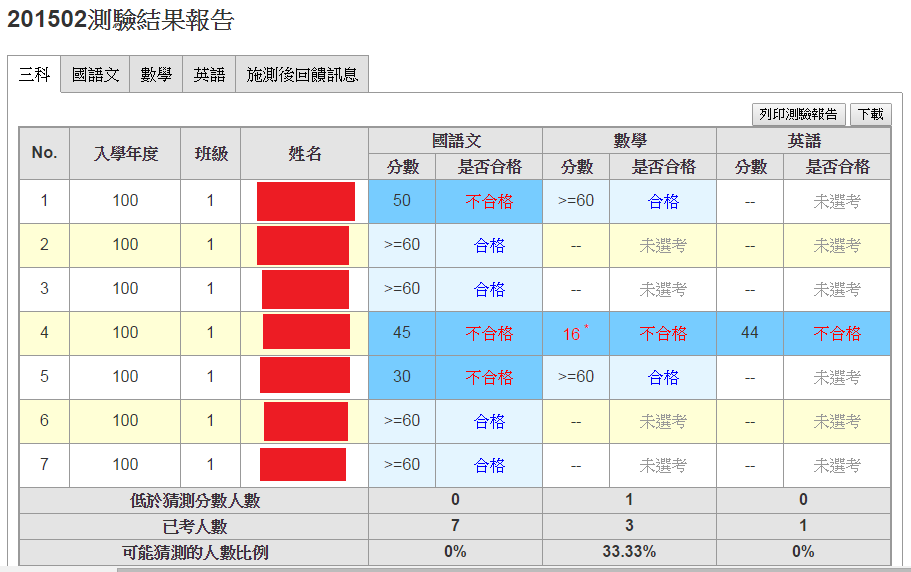 201502測驗結果報告
三科 國語文 數學 英語 施測後回饋訊息
列印測驗報告 下載
No. 入學年度 班級 姓名 國語文 數學 英語
分數 是否合格 分數 是否合格 分數 是否合格
1 100 1 50 不合格 >=60 合格 -- 未選考
2 100 1 >=60 合格 -- 未選考 -- 未選考
3 100 1 >=60 合格 -- 未選考 -- 未選考
4 100 1 45 不合格 16 * 不合格 44 不合格
5 100 1 30 不合格 >=60 合格 -- 未選考
6 100 1 >=60 合格 -- 未選考 -- 未選考
7 100 1 >=60 合格 -- 未選考 -- 未選考
低於猜測分數人數 0 1 0
已考人數 7 3 1
可能猜測的人數比例 0% 33.33% 0%